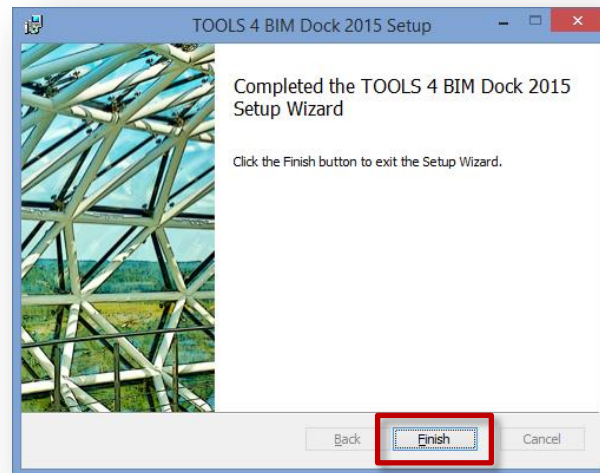 TOOLS 4 BIM Dock 2015 Setup
Completed the TOOLS 4 BIM Dock 2015
Setup Wizard
Click the Finish button to exit the Setup Wizard.
Back Finish Cancel